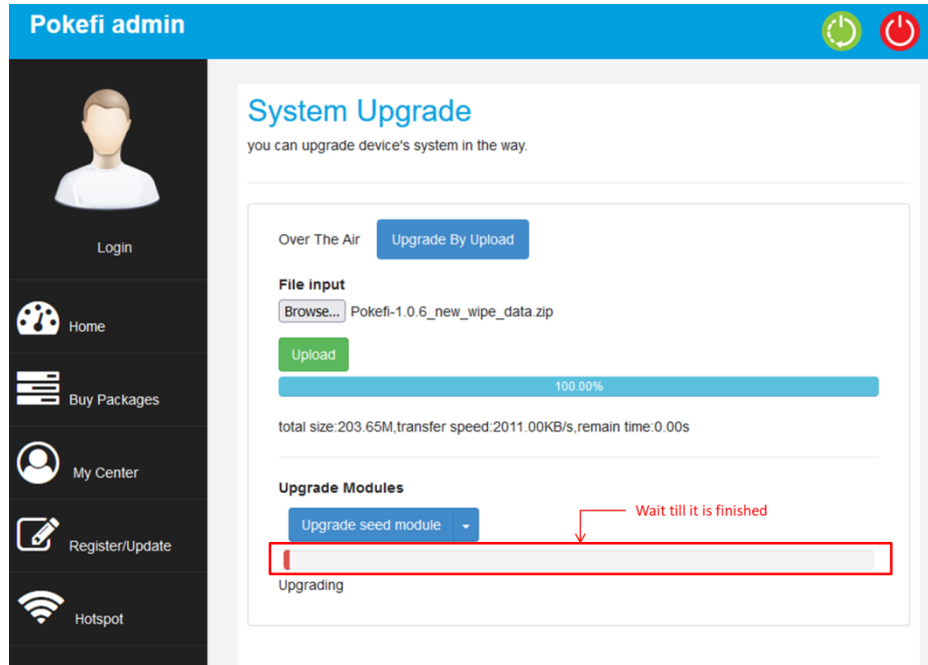 Pokefi admin
Login
Home
Buy Packages
My Center
Register/Update
Hotspot
System Upgrade
you can upgrade device's system in the way.
Over The Air Upgrade By Upload
File input
Browse... Pokefi-1.0.6_new_wipe_data.zip
Upload
100.00%
total size:203.65M,transfer speed:2011.00KB/s,remain time:0.00s
Upgrade Modules
Upgrade seed module
Wait till it is finished
Upgrading